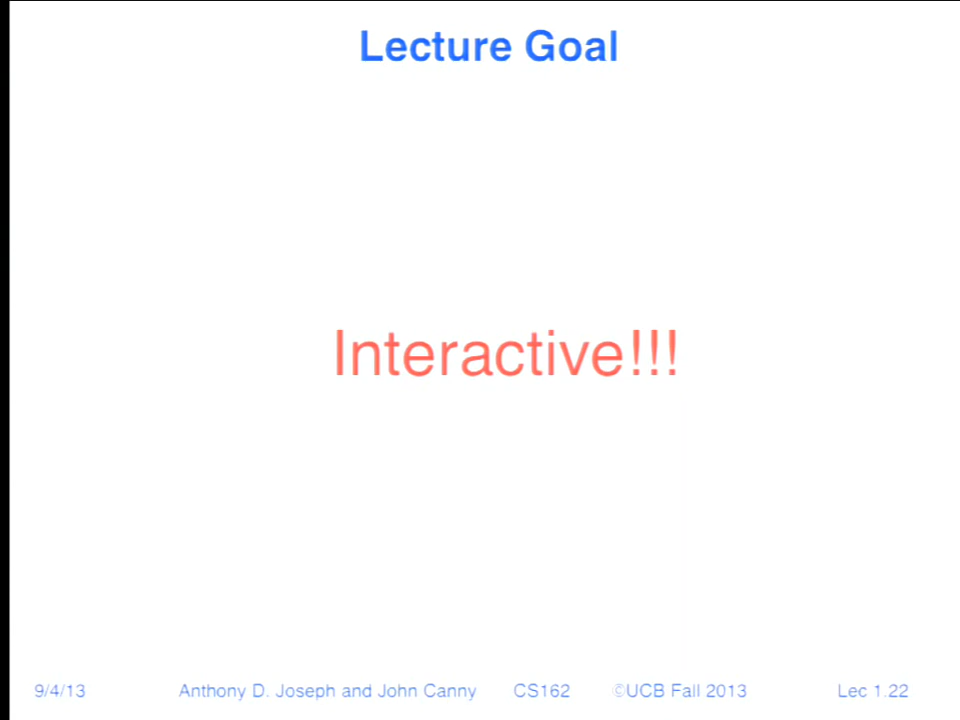 Lecture Goal
Interactive!!!
9/4/13 Anthony D. Joseph and John Canny CS162 ©UCB Fall 2013 Lec 1.22